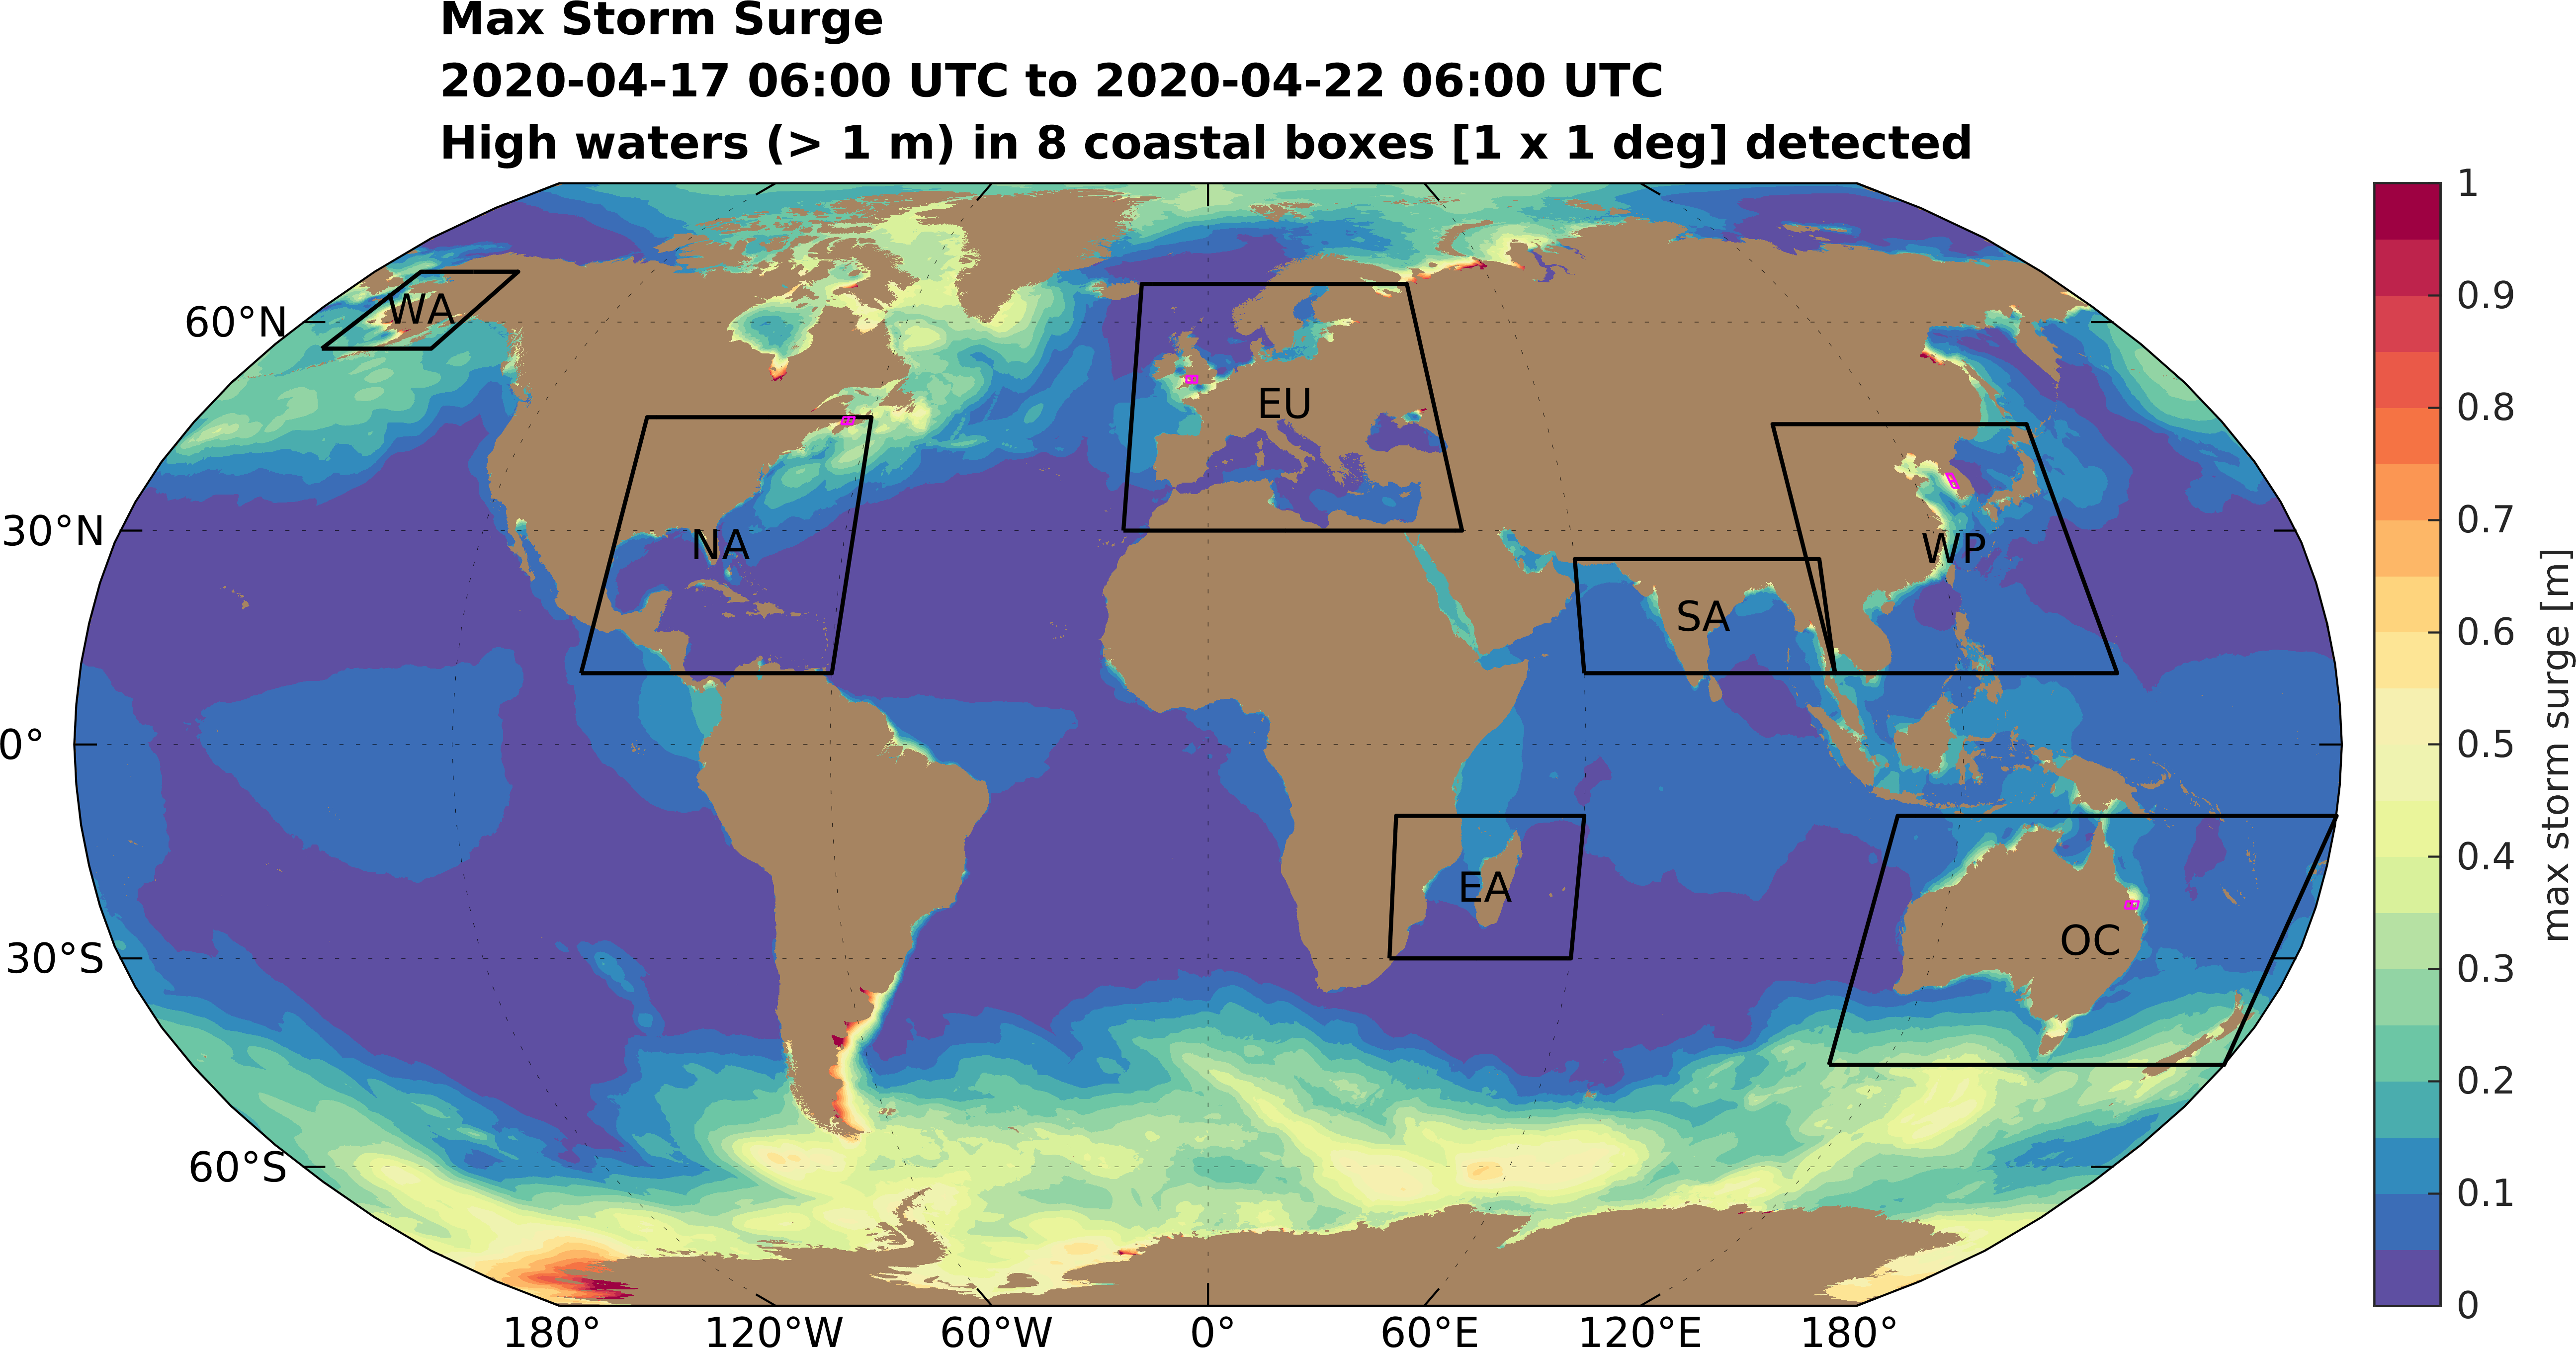 Max Storm Surge
2020-04-17 06:00 UTC to 2020-04-22 06:00 UTC
High waters (> 1 m) in 8 coastal boxes [1 x 1 deg] detected
60°N
30°N
0°
30°S
60°S
WA
NA
EU
SA
WP
EA
OC
180°
120°W
60°W
0°
60°E
120°E
180°
1
0.9
0.8
0.7
0.6
0.5
0.4
0.3
0.2
0.1
0
max storm surge [m]